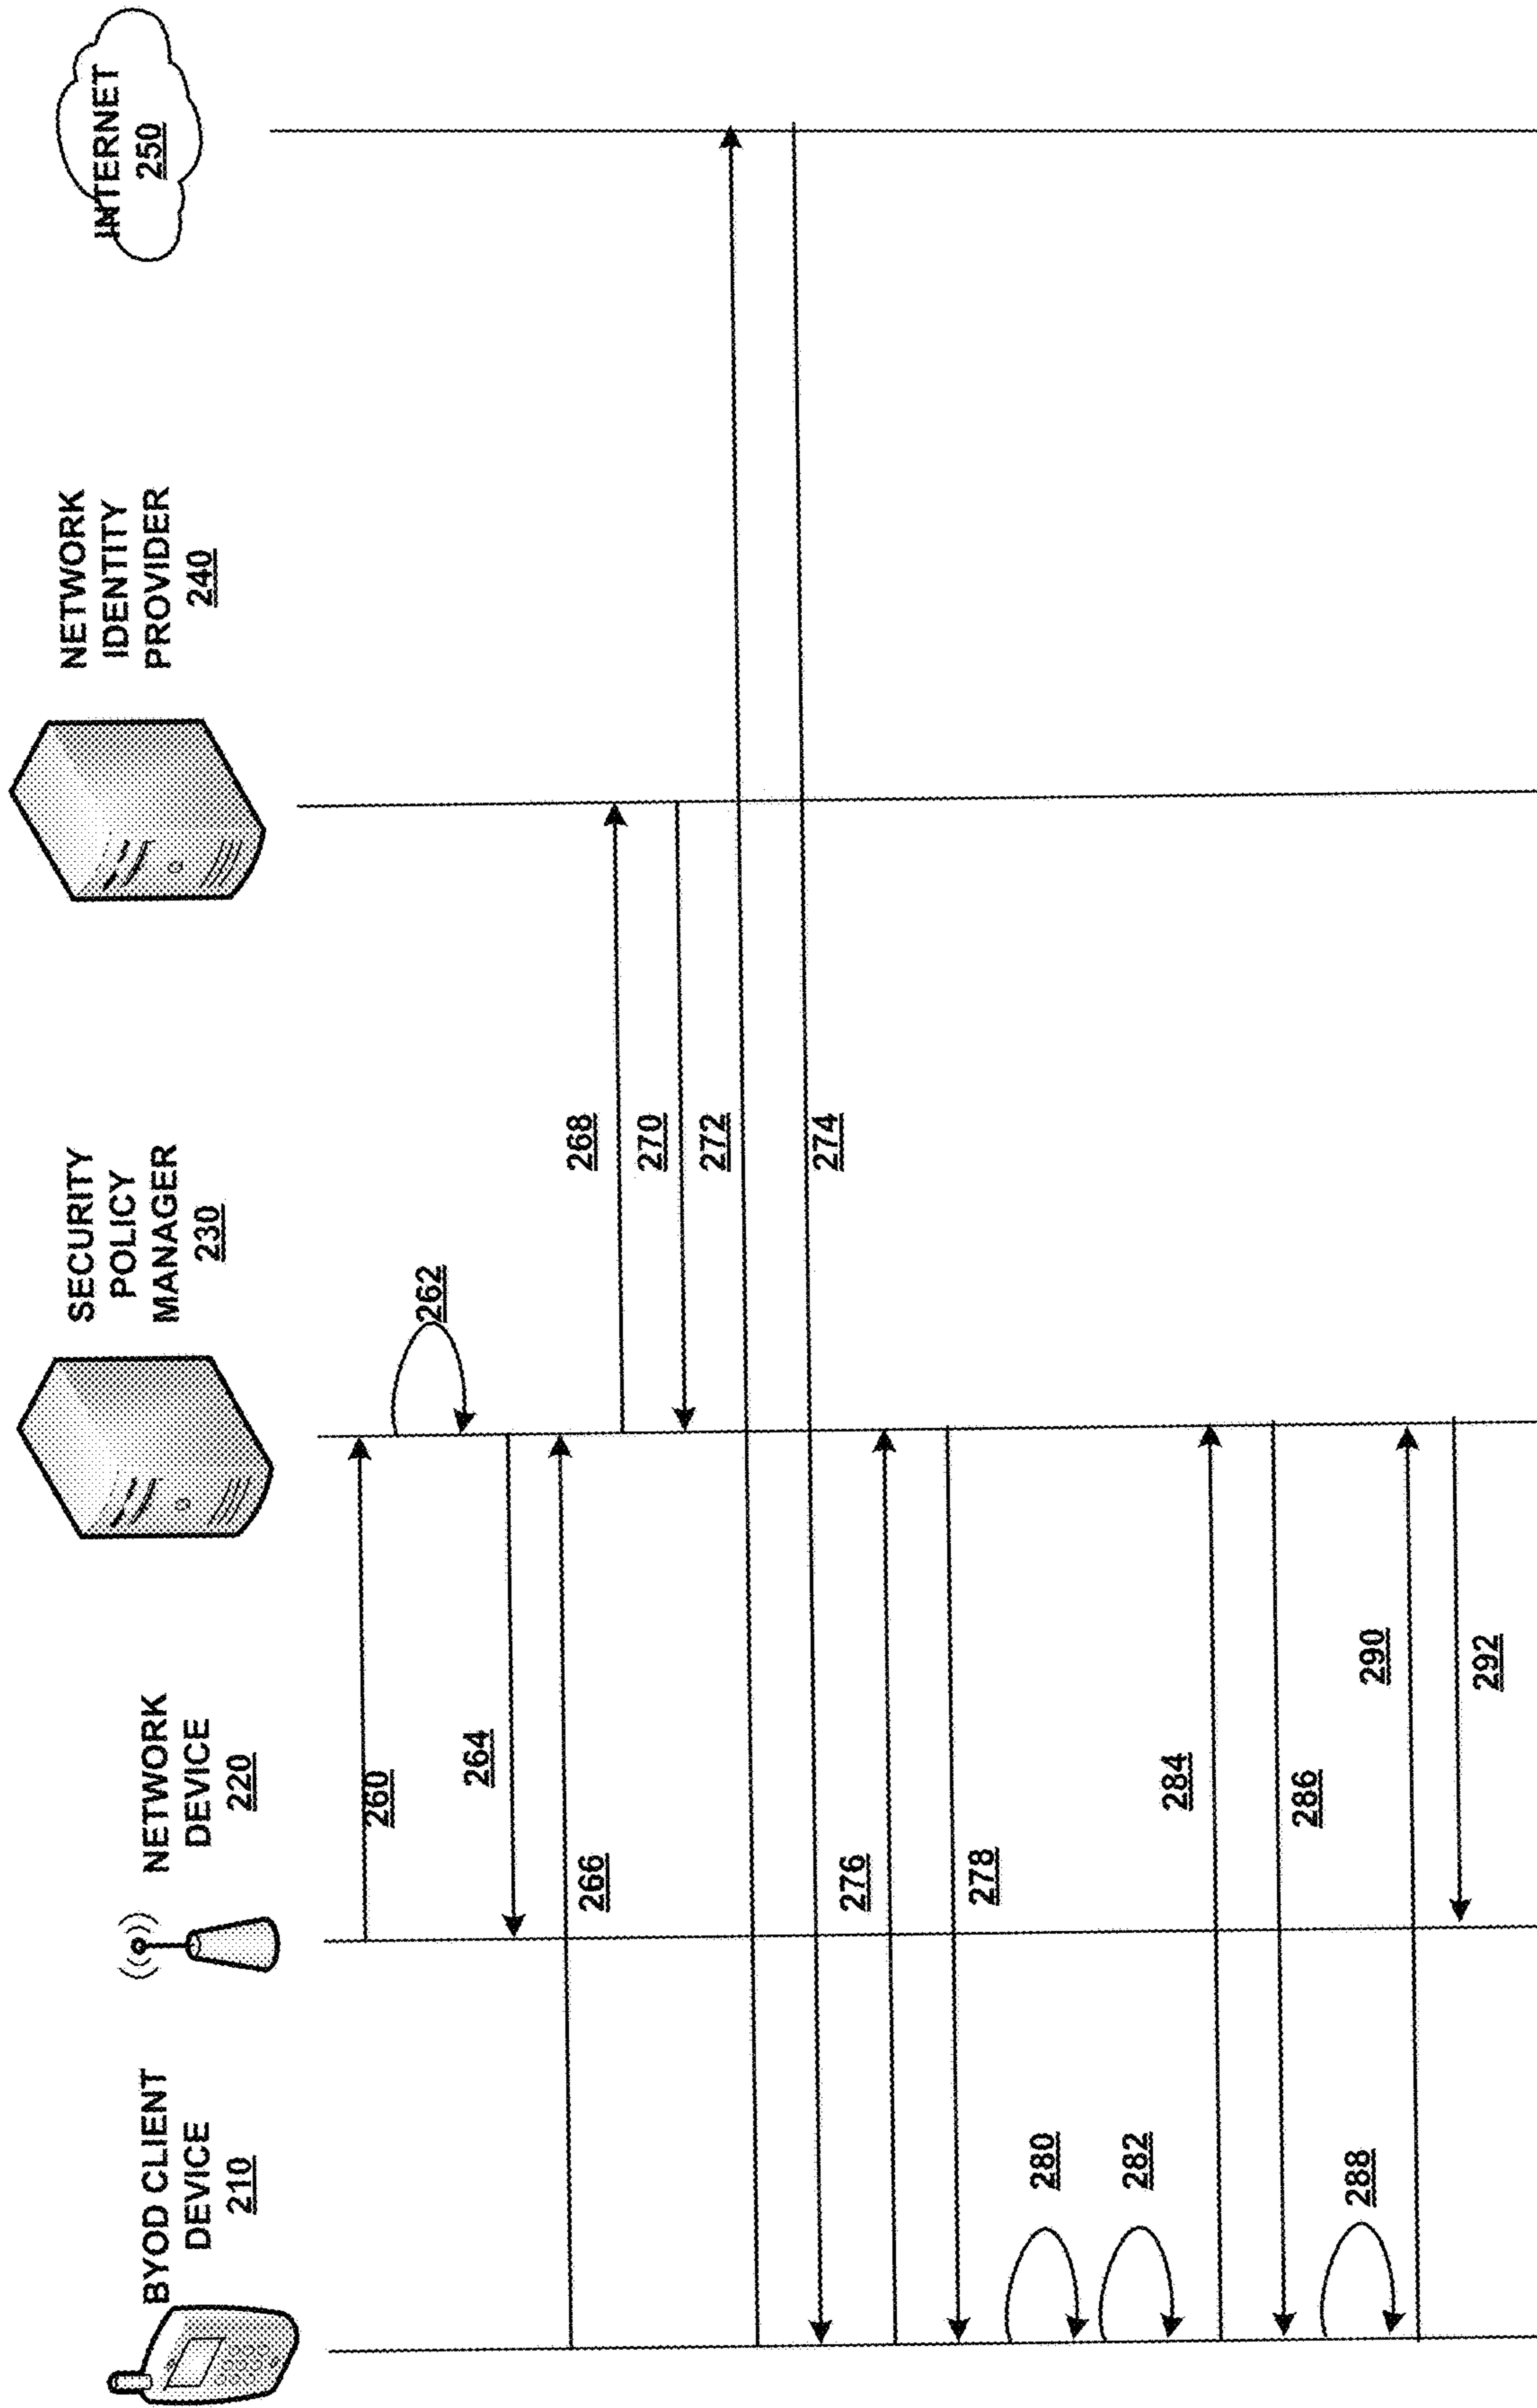 BYOD CLIENT
DEVICE
210
NETWORK
DEVICE
220
SECURITY
POLICY
MANAGER
230
NETWORK
IDENTITY
PROVIDER
240
INTERNET
250
260
262
264
266
268
270
272
274
276
278
280
282
284
286
288
290
292